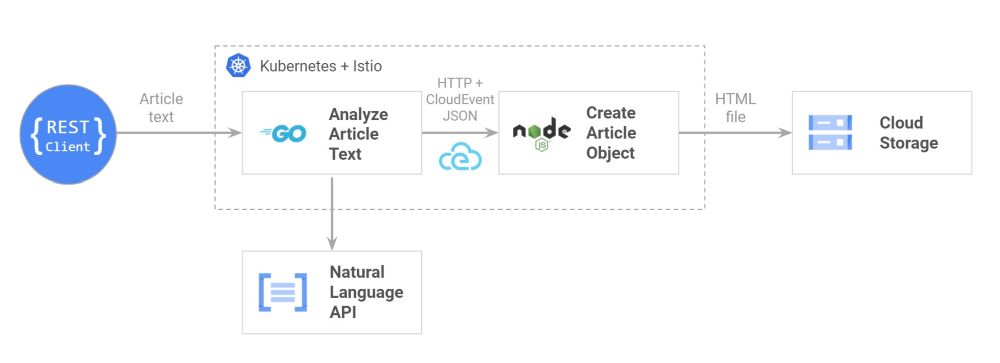 Kubernetes + Istio
{REST
Client}
Article
text
GO
Analyze
Article
Text
HTTP +
CloudEvent
JSON
node
JS
Create
Article
Object
HTML
file
Cloud
Storage
Natural
Language
API